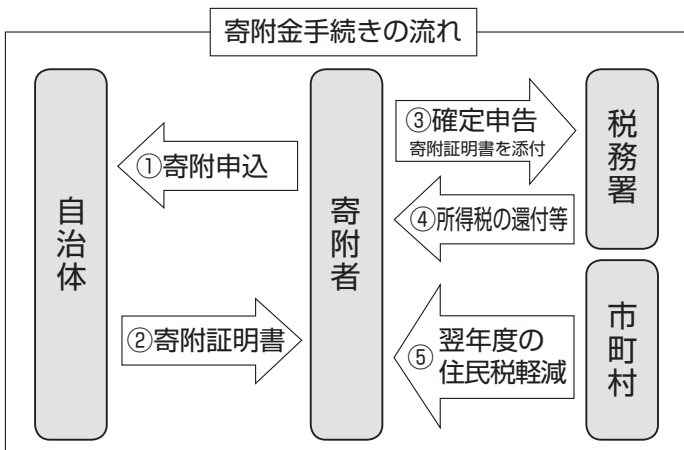 寄附金手続きの流れ
自治体
①寄附申込
②寄附証明書
寄附者
③確定申告
寄附証明書を添付
④所得税の還付等
⑤翌年度の
住民税軽減
税務署
市町村